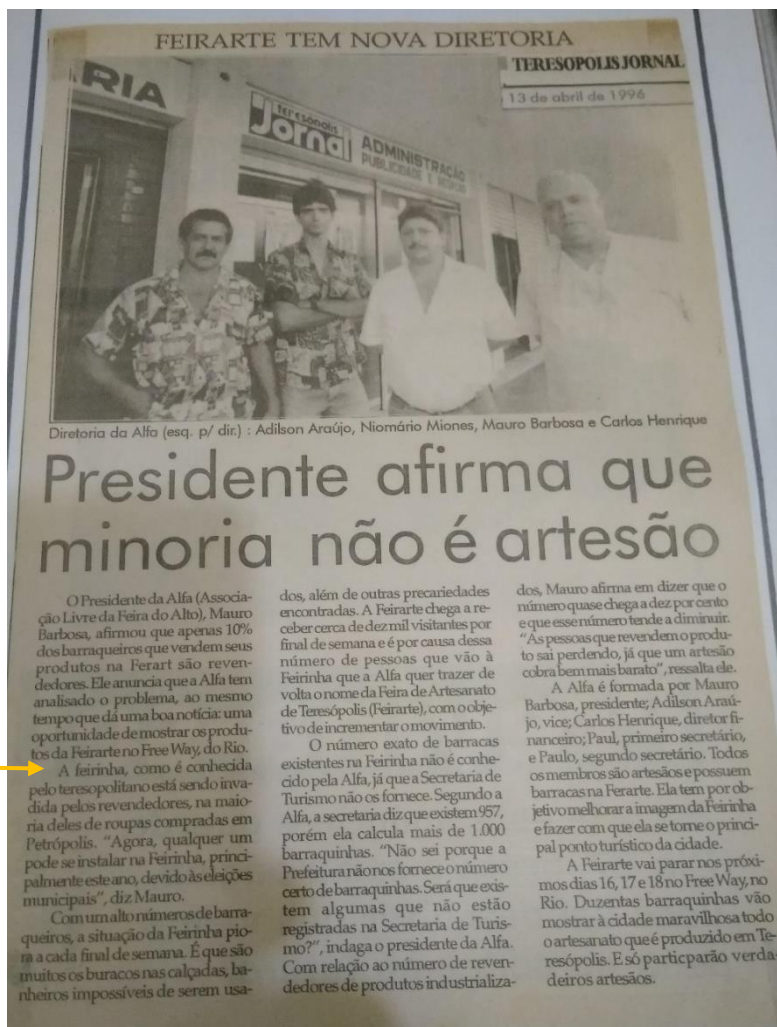 FEIRARTE TEM NOVA DIRETORIA
TERESOPOLIS JORNAL
13 de abril de 1996
ARIA
teresopolis
Jornal
ADMINISTRAÇÃO
PUBLICIDADE E
Diretoria da Alfa (esq. p/ dir.) : Adilson Araújo, Niomário Miones, Mauro Barbosa e Carlos Henrique
Presidente afirma que
minoria não é artesão
O Presidente da Alfa (Associa-
ção Livre da Feira do Alto), Mauro
Barbosa, afirmou que apenas 10%
dos barraqueiros que vendem seus
produtos na Ferart são reven-
dedores. Ele anuncia que a Alfa tem
analisado o problema, ao mesmo
tempo que dá uma boa notícia: uma
oportunidade de mostrar os produ-
tos da Feirarte no Free Way, do Rio.
A feirinha, como é conhecida
pelo teresopolitano está sendo inva-
dida pelos revendedores, na maio-
ria deles de roupas compradas em
Petrópolis. "Agora, qualquer um
pode se instalar na Feirinha, princi-
palmente este ano, devido às eleições
municipais", diz Mauro.
Com um alto números de barra-
queiros, a situação da Feirinha pio-
ra a cada final de semana. É que são
muitos os buracos nas calçadas, ba-
nheiros impossíveis de serem usa-
dos, além de outras precariedades
encontradas. A Feirarte chega a re-
ceber cerca de dez mil visitantes por
final de semana e é por causa dessa
número de pessoas que vão à
Feirinha que a Alfa quer trazer de
volta o nome da Feira de Artesanato
de Teresópolis (Feirarte), com o obje-
tivo de incrementar o movimento.
O número exato de barracas
existentes na Feirinha não é conhe-
cido pela Alfa, já que a Secretaria de
Turismo não os fornece. Segundo a
Alfa, a secretaria diz que existem 957,
porém ela calcula mais de 1.000
barraquinhas. "Não sei porque a
Prefeitura não nos fornece o número
certo de barraquinhas. Será que exis-
tem algumas que não estão
registradas na Secretaria de Turis-
mo?", indaga o presidente da Alfa.
Com relação ao número de reven-
dedores de produtos industrializa-
dos, Mauro afirma em dizer que o
número quase chega a dez por cento
e que esse número tende a diminuir.
"As pessoas que revendem o produ-
to sai perdendo, já que um artesão
cobra bem mais barato", ressalta ele.
A Alfa é formada por Mauro
Barbosa, presidente; Adilson Araú-
jo, vice; Carlos Henrique, diretor fi-
nanceiro; Paul, primeiro secretário,
e Paulo, segundo secretário. Todos
os membros são artesãos e possuem
barracas na Ferarte. Ela tem por ob-
jetivo melhorar a imagem da Feirinha
e fazer com que ela se torne o princi-
pal ponto turístico da cidade.
A Feirarte vai parar nos próxi-
mos dias 16, 17 e 18 no Free Way, no
Rio. Duzentas barraquinhas vão
mostrar à cidade maravilhosa todo
o artesanato que é produzido em Te-
resópolis. E só particparão verda-
deiros artesãos.